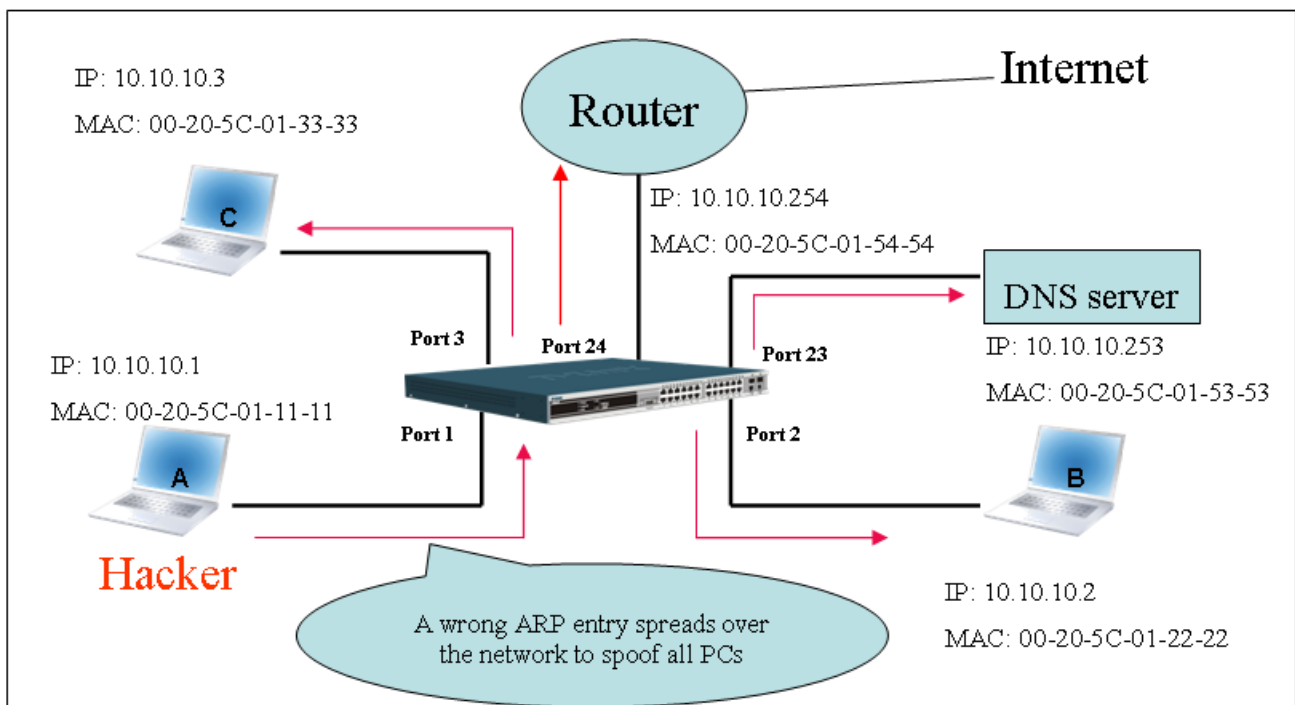 IP: 10.10.10.3
MAC: 00-20-5C-01-33-33
C
Router
Internet
IP: 10.10.10.254
MAC: 00-20-5C-01-54-54
DNS server
IP: 10.10.10.253
MAC: 00-20-5C-01-53-53
Port 3
Port 24
Port 23
IP: 10.10.10.1
MAC: 00-20-5C-01-11-11
Port 1
Port 2
A
Hacker
B
IP: 10.10.10.2
MAC: 00-20-5C-01-22-22
A wrong ARP entry spreads over
the network to spoof all PCs